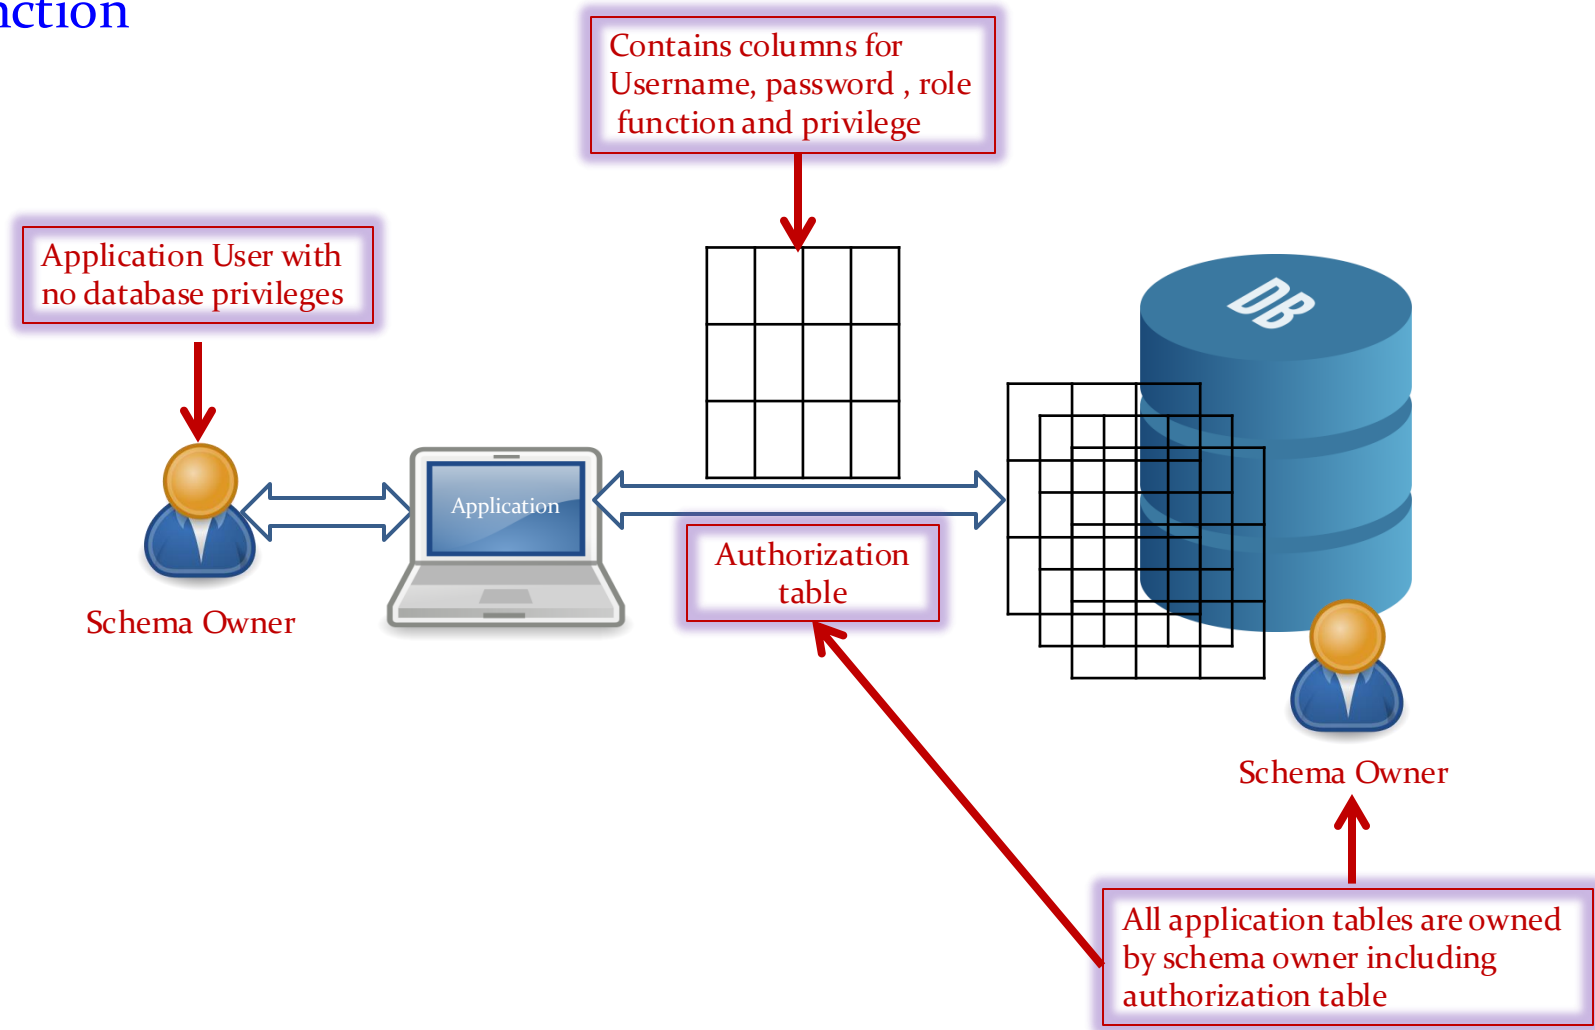 nction
Contains columns for
Username, password , role
function and privilege
Application User with
no database privileges
DB
Application
Authorization
table
Schema Owner
Schema Owner
All application tables are owned
by schema owner including
authorization table